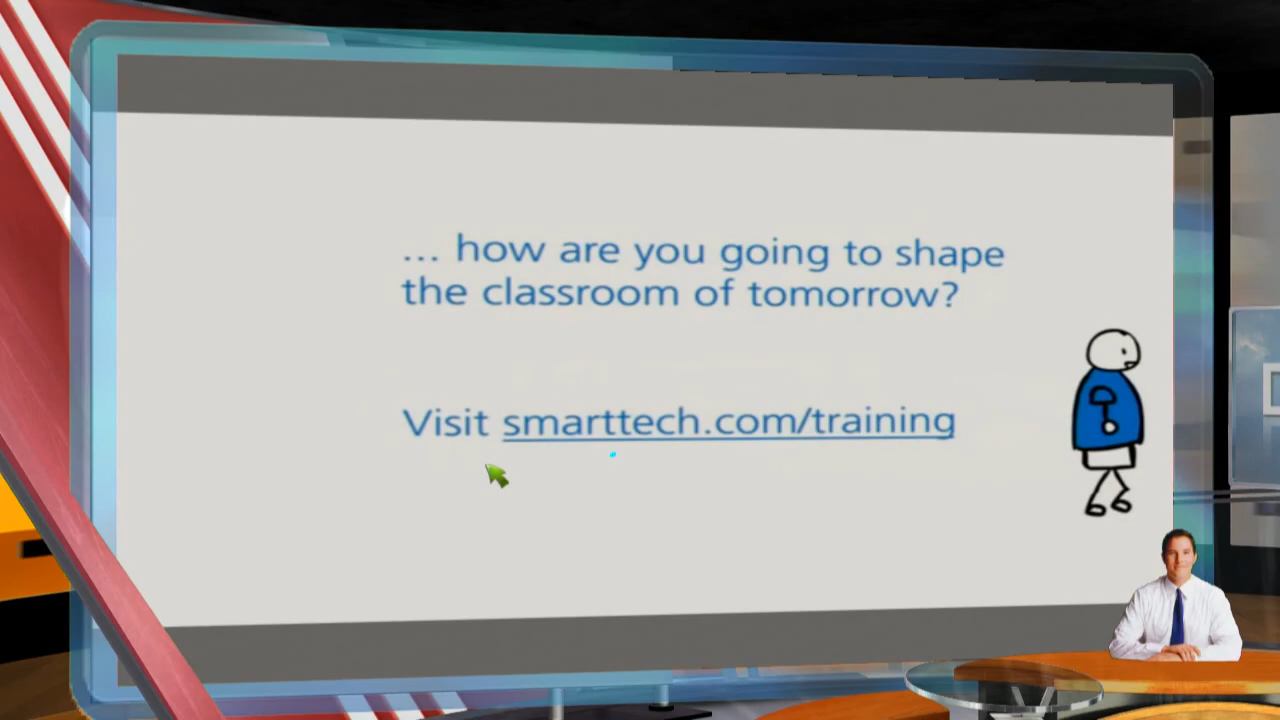 ... how are you going to shape
the classroom of tomorrow?
Visit smarttech.com/training